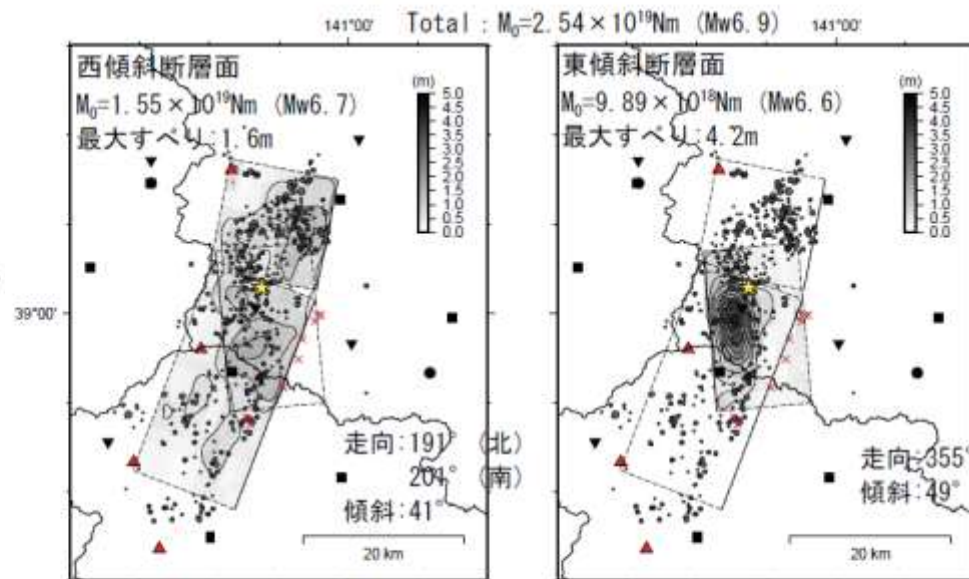 141°00′ Total：M₀=2.54×10¹⁹Nm (Mw6.9) 141°00′
西傾斜断層面
M₀=1.55×10¹⁹Nm (Mw6.7)
最大すべり:1.6m
(m)
5.0
4.5
4.0
3.5
3.0
2.5
2.0
1.5
1.0
0.5
0.0
39°00′
走向:191° (北)
201° (南)
傾斜:41°
20 km
東傾斜断層面
M₀=9.89×10¹⁸Nm (Mw6.6)
最大すべり:4.2m
(m)
5.0
4.5
4.0
3.5
3.0
2.5
2.0
1.5
1.0
0.5
0.0
走向:355°
傾斜:49°
20 km